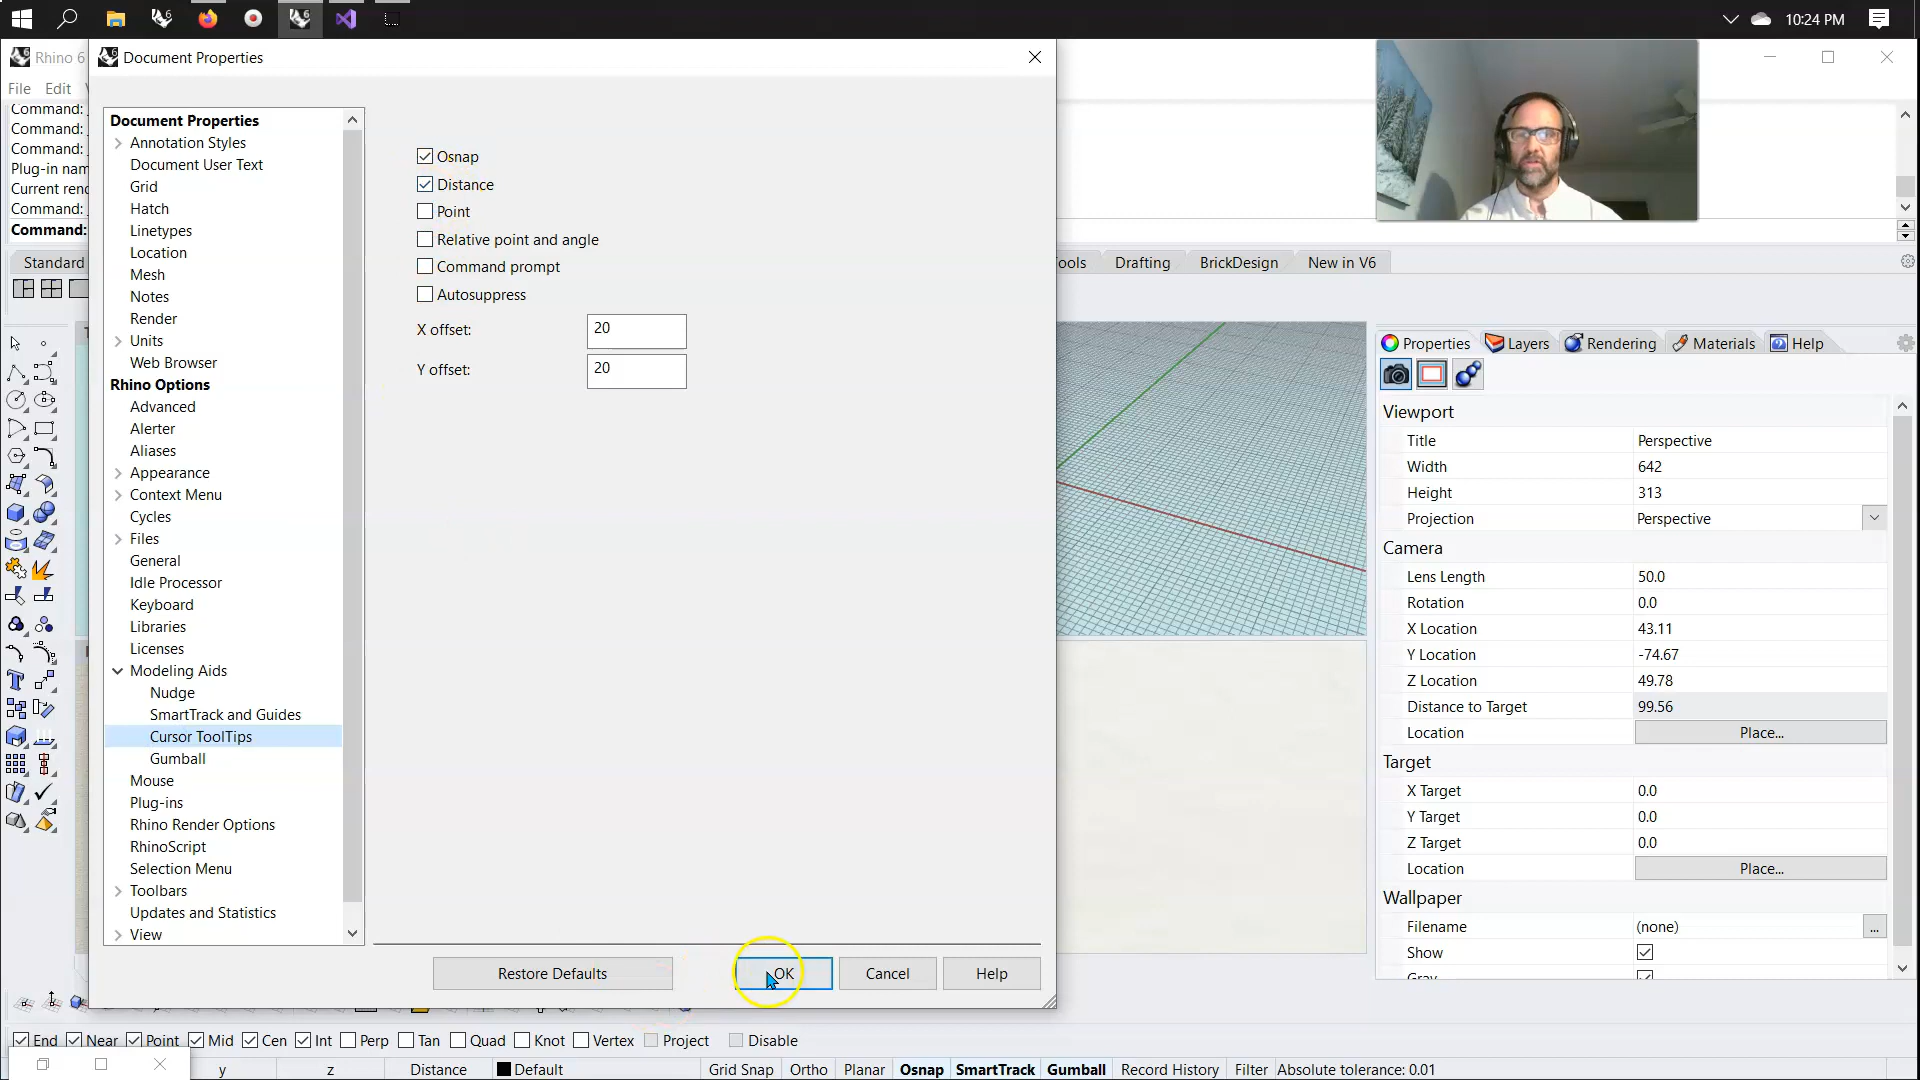 10:24 PM
Rhino 6
Document Properties
File Edit
Command:
Command:
Command:
Plug-in nam
Current rend
Command:
Command:
Standard
Document Properties
Annotation Styles
Document User Text
Grid
Hatch
Linetypes
Location
Mesh
Notes
Render
Units
Web Browser
Rhino Options
Advanced
Alerter
Aliases
Appearance
Context Menu
Cycles
Files
General
Idle Processor
Keyboard
Libraries
Licenses
Modeling Aids
Nudge
SmartTrack and Guides
Cursor ToolTips
Gumball
Mouse
Plug-ins
Rhino Render Options
RhinoScript
Selection Menu
Toolbars
Updates and Statistics
View
Osnap
Distance
Point
Relative point and angle
Command prompt
Autosuppress
X offset: 20
Y offset: 20
Restore Defaults OK Cancel Help
ools Drafting BrickDesign New in V6
Properties Layers Rendering Materials Help
Viewport
Title Perspective
Width 642
Height 313
Projection Perspective
Camera
Lens Length 50.0
Rotation 0.0
X Location 43.11
Y Location -74.67
Z Location 49.78
Distance to Target 99.56
Location Place...
Target
X Target 0.0
Y Target 0.0
Z Target 0.0
Location Place...
Wallpaper
Filename (none) ...
Show
Gray
End Near Point Mid Cen Int Perp Tan Quad Knot Vertex Project Disable
y z Distance Default Grid Snap Ortho Planar Osnap SmartTrack Gumball Record History Filter Absolute tolerance: 0.01